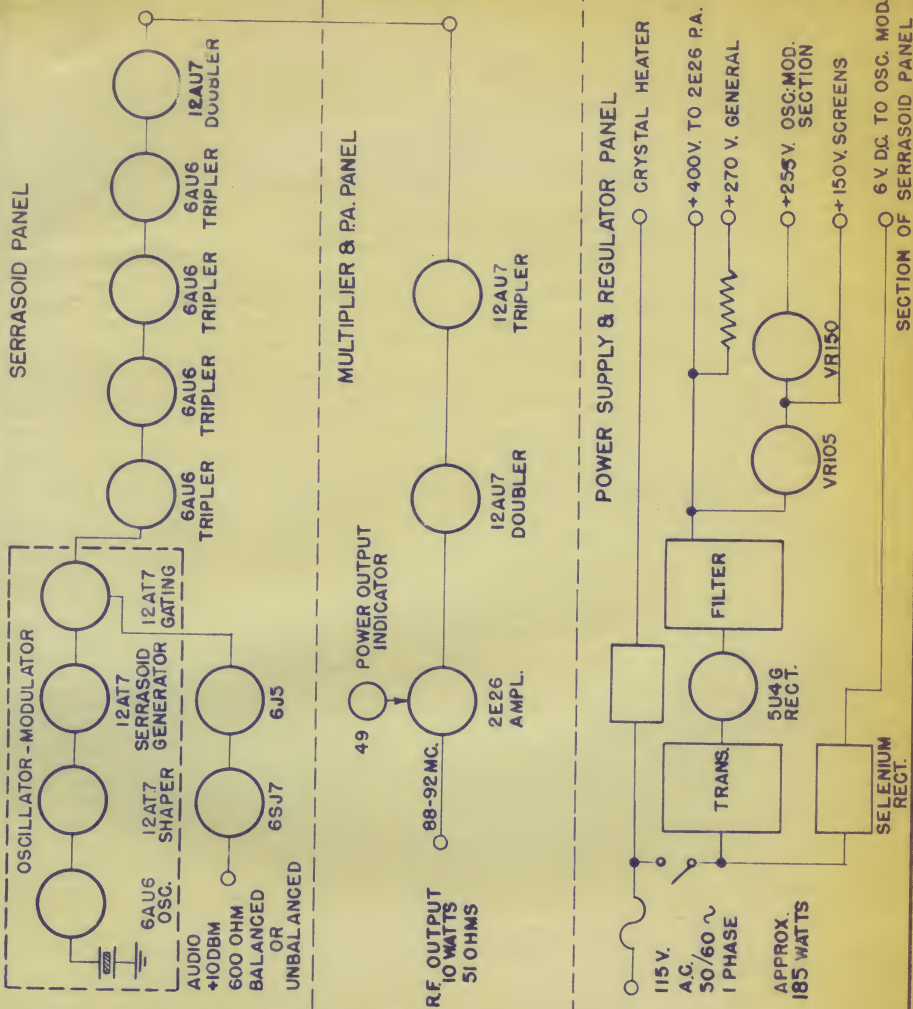 SERRASOID PANEL
OSCILLATOR-MODULATOR
6AU6
OSC.
12AT7
SHAPER
12AT7
SERRASOID
GENERATOR
12AT7
GATING
6AU6
TRIPLER
6AU6
TRIPLER
6AU6
TRIPLER
6AU6
TRIPLER
12AU7
DOUBLER
AUDIO
+10DBM
600 OHM
BALANCED
OR
UNBALANCED
6SJ7
6J5
MULTIPLIER & P.A. PANEL
R.F. OUTPUT
10 WATTS
51 OHMS
88-92MC.
49
POWER OUTPUT
INDICATOR
2E26
AMPL.
12AU7
DOUBLER
12AU7
TRIPLER
POWER SUPPLY & REGULATOR PANEL
115V.
A.C.
50/60 ~
1 PHASE
APPROX.
185 WATTS
TRANS.
5U4G
RECT.
FILTER
SELENIUM
RECT.
VR105
VR150
CRYSTAL HEATER
+400V. TO 2E26 P.A.
+270 V. GENERAL
+255V. OSC.MOD.
SECTION
+150V. SCREENS
6 V. D.C. TO OSC. MOD.
SECTION OF SERRASOID PANEL